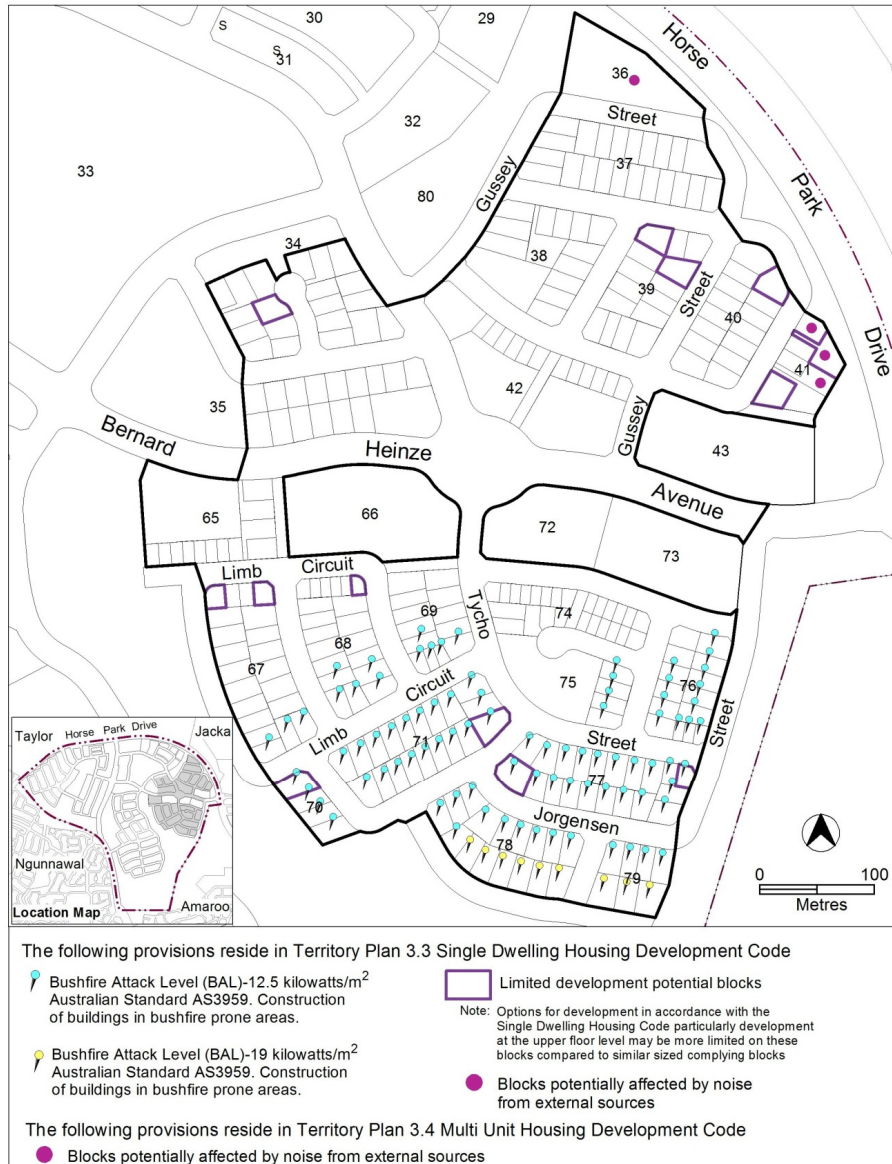 30
29
S
S
31
36
Horse
Street
32
37
33
Park
Gussey
80
34
38
39
Street
40
Drive
41
42
35
Gussey
43
Bernard
Heinze
Avenue
65
66
72
73
Limb Circuit
69
Tycho
74
68
67
76
75
Circuit
Street
Limb
71
Street
77
70
Jorgensen
78
79
Taylor Horse Park Drive Jacka
Ngunnawal
Location Map
Amaroo
0 100
Metres
The following provisions reside in Territory Plan 3.3 Single Dwelling Housing Development Code
Bushfire Attack Level (BAL)-12.5 kilowatts/m²
Australian Standard AS3959. Construction
of buildings in bushfire prone areas.
Bushfire Attack Level (BAL)-19 kilowatts/m²
Australian Standard AS3959. Construction
of buildings in bushfire prone areas.
Limited development potential blocks
Note: Options for development in accordance with the
Single Dwelling Housing Code particularly development
at the upper floor level may be more limited on these
blocks compared to similar sized complying blocks
Blocks potentially affected by noise
from external sources
The following provisions reside in Territory Plan 3.4 Multi Unit Housing Development Code
Blocks potentially affected by noise from external sources